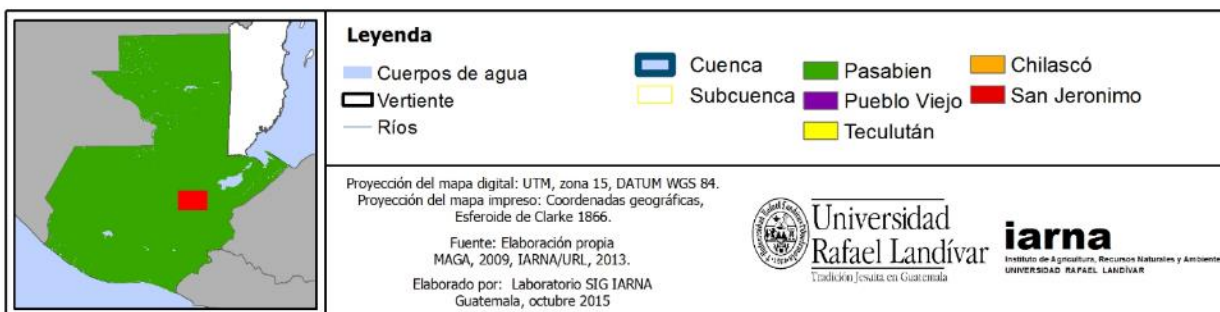 Leyenda
Cuerpos de agua
Vertiente
Ríos
Cuenca
Subcuenca
Pasabien
Pueblo Viejo
Teculután
Chilascó
San Jeronimo
Proyección del mapa digital: UTM, zona 15, DATUM WGS 84.
Proyección del mapa impreso: Coordenadas geográficas,
Esferoide de Clarke 1866.
Fuente: Elaboración propia
MAGA, 2009, IARNA/URL, 2013.
Elaborado por: Laboratorio SIG IARNA
Guatemala, octubre 2015
Universidad
Rafael Landívar
Tradición Jesuita en Guatemala
iarna
Instituto de Agricultura, Recursos Naturales y Ambiente
UNIVERSIDAD RAFAEL LANDÍVAR